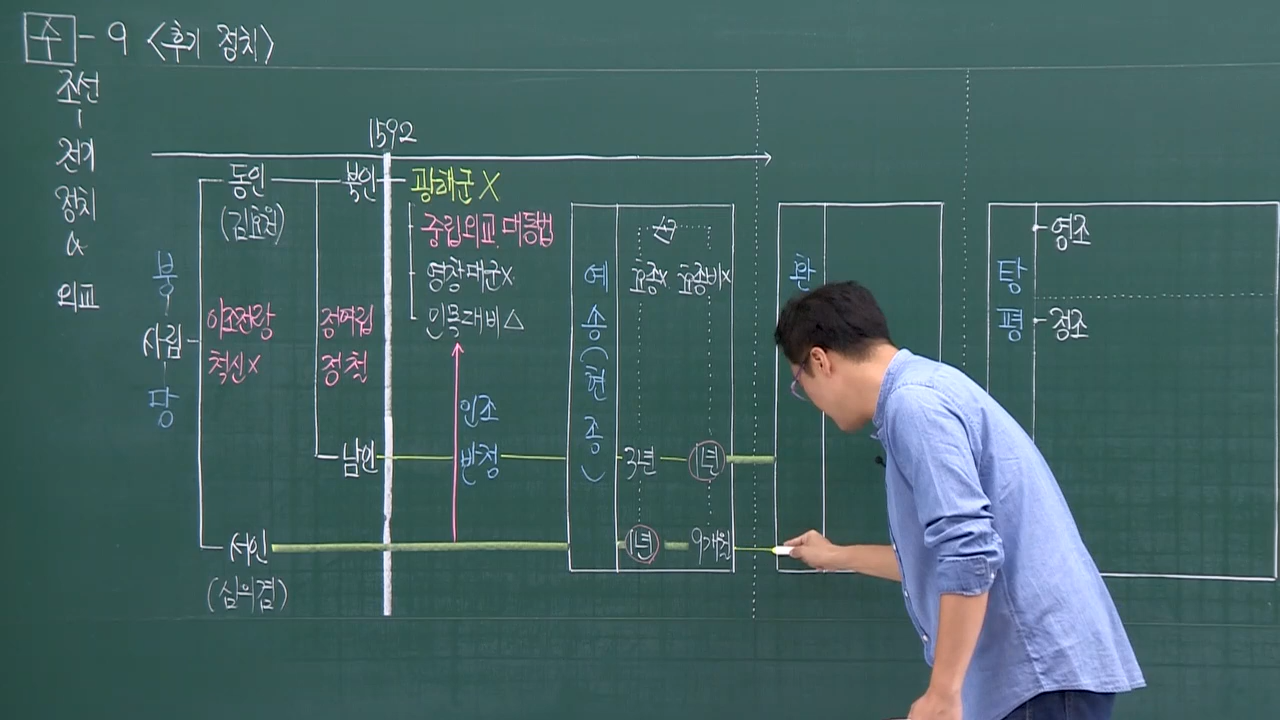 수 - 9 <후기 정치>
조선
전기
정치
&
외교
1592
동인
(김효원)
북인
광해군 X
중립외교, 대동법
영창대군 X
인목대비 △
붕
사림
당
이조전랑
척신 X
정여립
정철
인조
반정
남인
서인
(심의겸)
예송(현종)
효종X 효종비X
3년 1년
1년 9개월
환
탕평
영조
정조